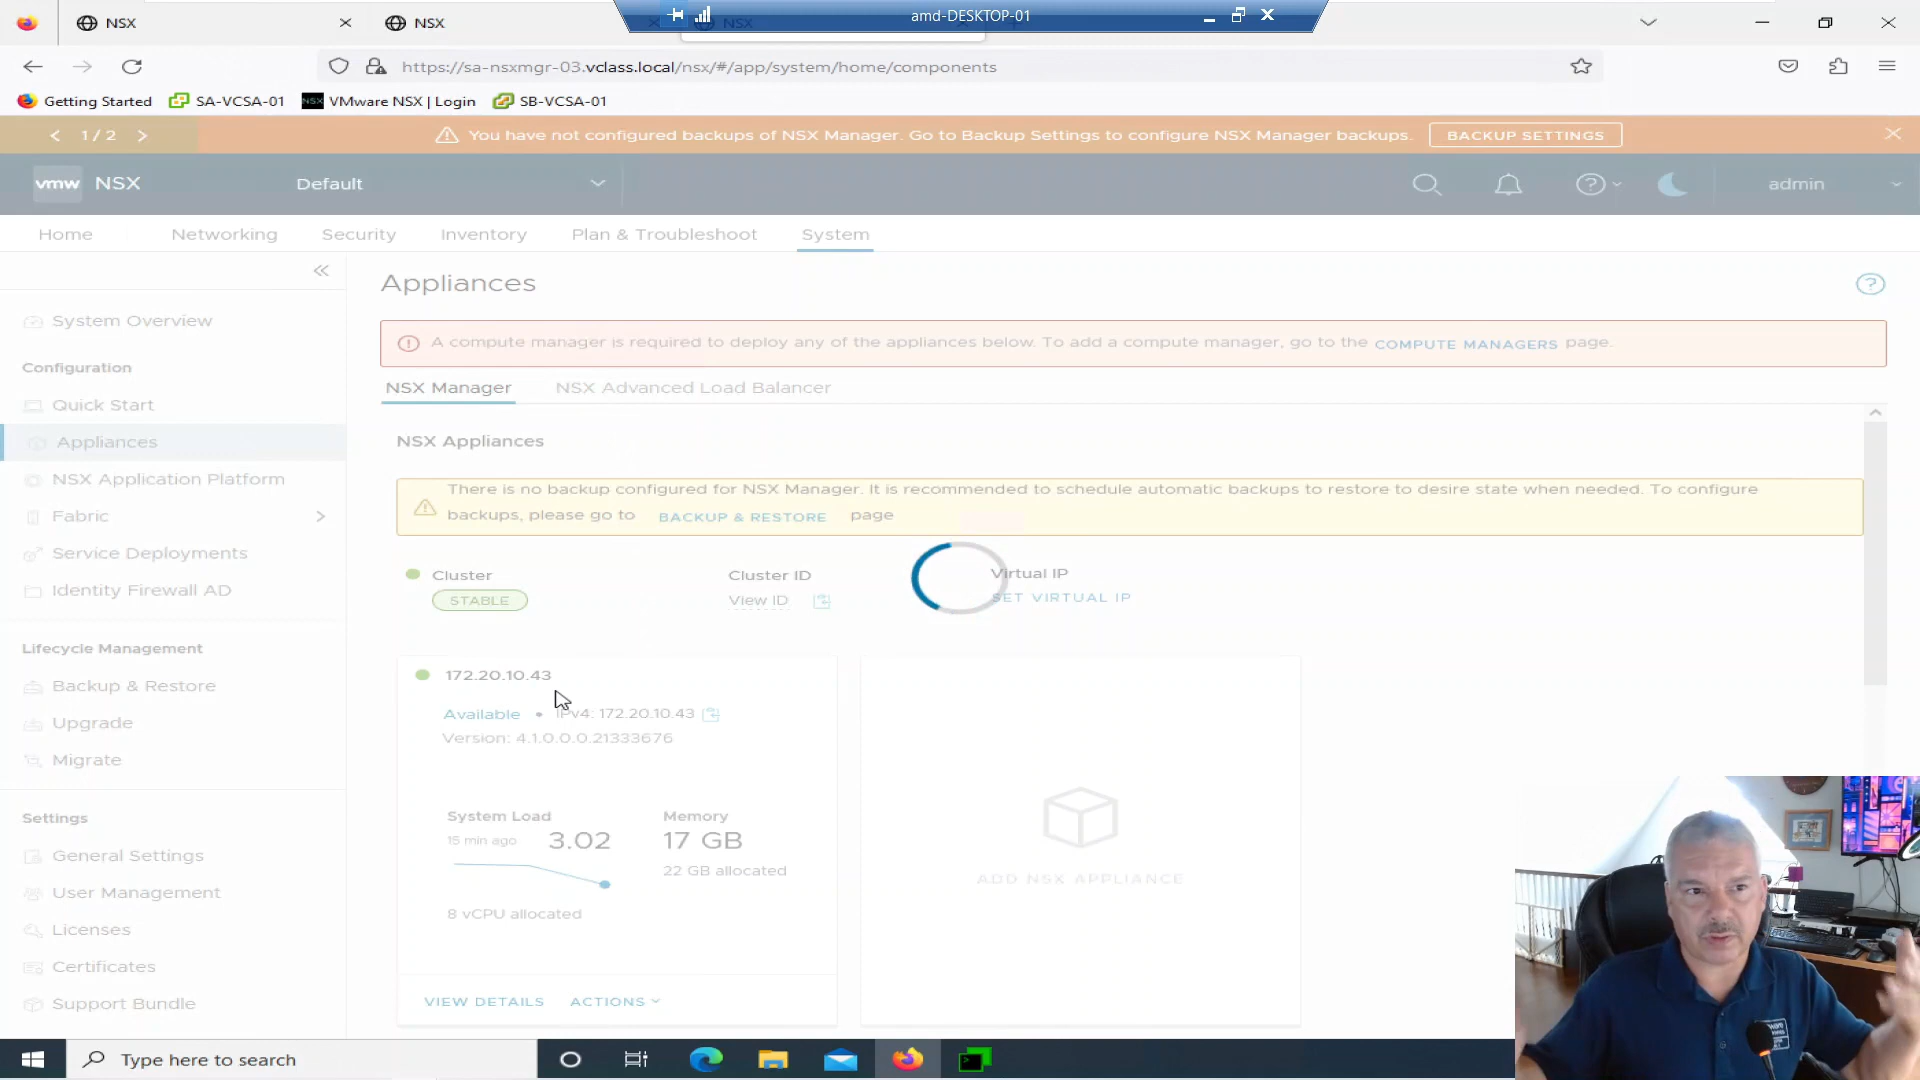 NSX
NSX
NSX
amd-DESKTOP-01
https://sa-nsxmgr-03.vclass.local/nsx/#/app/system/home/components
Getting Started
SA-VCSA-01
NSX VMware NSX | Login
SB-VCSA-01
1 / 2
You have not configured backups of NSX Manager. Go to Backup Settings to configure NSX Manager backups.
BACKUP SETTINGS
vmw NSX
Default
admin
Home
Networking
Security
Inventory
Plan & Troubleshoot
System
System Overview
Configuration
Quick Start
Appliances
NSX Application Platform
Fabric
Service Deployments
Identity Firewall AD
Lifecycle Management
Backup & Restore
Upgrade
Migrate
Settings
General Settings
User Management
Licenses
Certificates
Support Bundle
Appliances
A compute manager is required to deploy any of the appliances below. To add a compute manager, go to the COMPUTE MANAGERS page.
NSX Manager
NSX Advanced Load Balancer
NSX Appliances
There is no backup configured for NSX Manager. It is recommended to schedule automatic backups to restore to desire state when needed. To configure
backups, please go to BACKUP & RESTORE page
Cluster
STABLE
Cluster ID
View ID
Virtual IP
SET VIRTUAL IP
172.20.10.43
Available • IPv4: 172.20.10.43
Version: 4.1.0.0.0.21333676
System Load
15 min ago 3.02
8 vCPU allocated
Memory
17 GB
22 GB allocated
VIEW DETAILS
ACTIONS
ADD NSX APPLIANCE
Type here to search